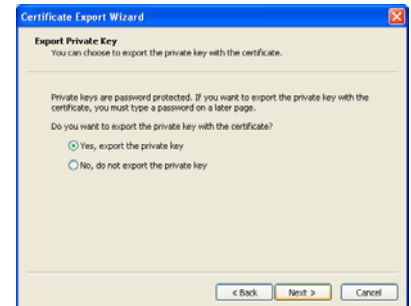 Certificate Export Wizard
Export Private Key
You can choose to export the private key with the certificate.
Private keys are password protected. If you want to export the private key with the
certificate, you must type a password on a later page.
Do you want to export the private key with the certificate?
Yes, export the private key
No, do not export the private key
< Back Next > Cancel